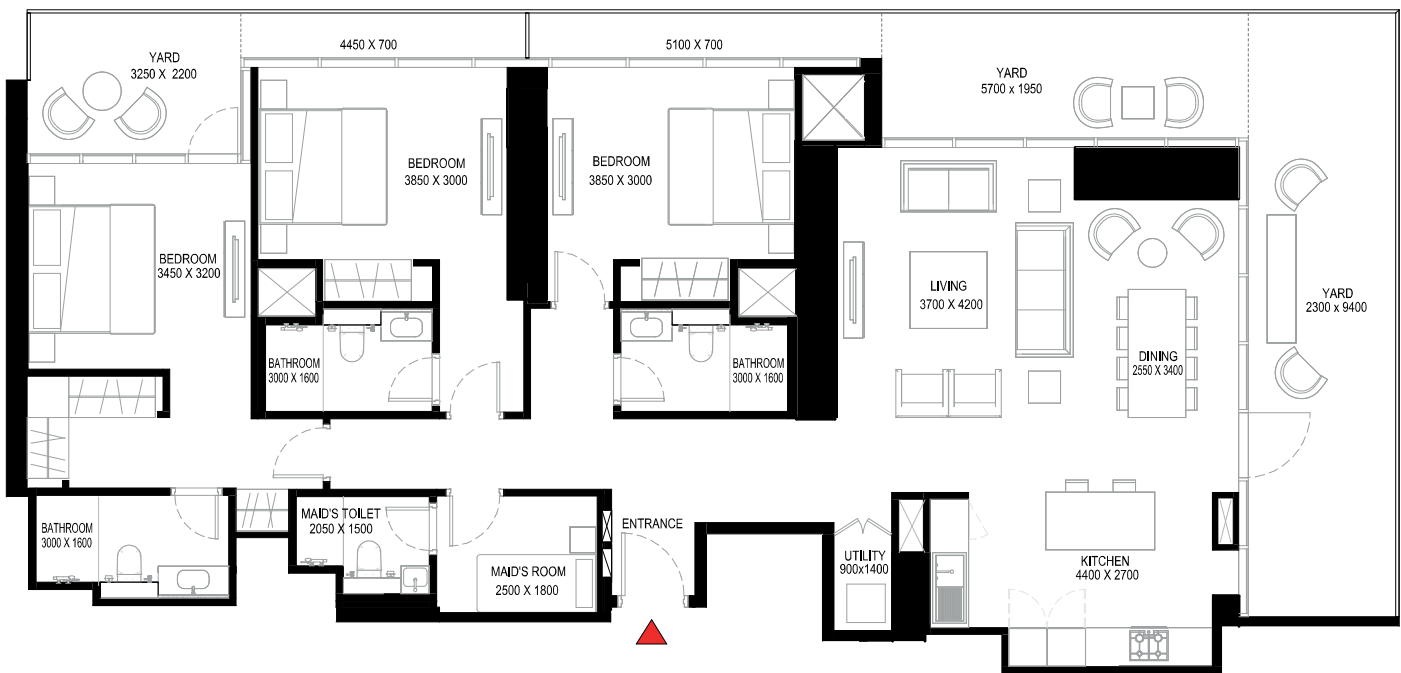 YARD
3250 X 2200
4450 X 700
5100 X 700
YARD
5700 x 1950
BEDROOM
3450 X 3200
BEDROOM
3850 X 3000
BEDROOM
3850 X 3000
LIVING
3700 X 4200
DINING
2550 X 3400
YARD
2300 x 9400
BATHROOM
3000 X 1600
BATHROOM
3000 X 1600
BATHROOM
3000 X 1600
MAID'S TOILET
2050 X 1500
MAID'S ROOM
2500 X 1800
ENTRANCE
UTILITY
900x1400
KITCHEN
4400 X 2700